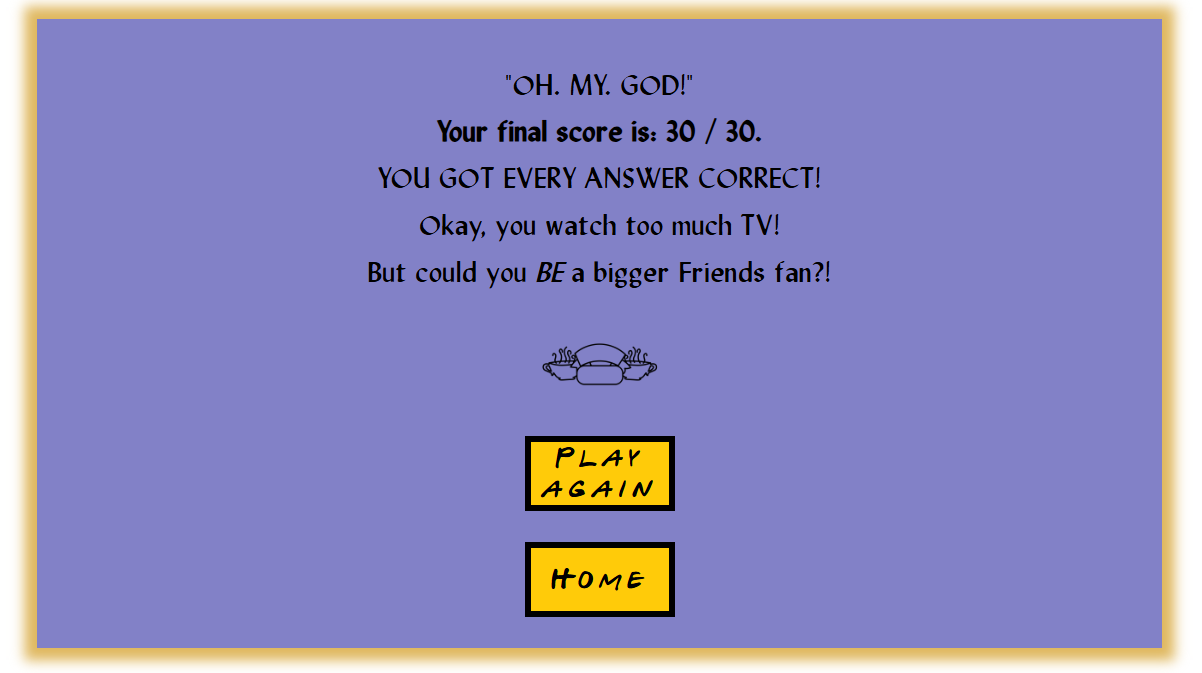 "OH. MY. GOD!"
Your final score is: 30 / 30.
YOU GOT EVERY ANSWER CORRECT!
Okay, you watch too much TV!
But could you BE a bigger Friends fan?!
PLAY
AGAIN
HOME